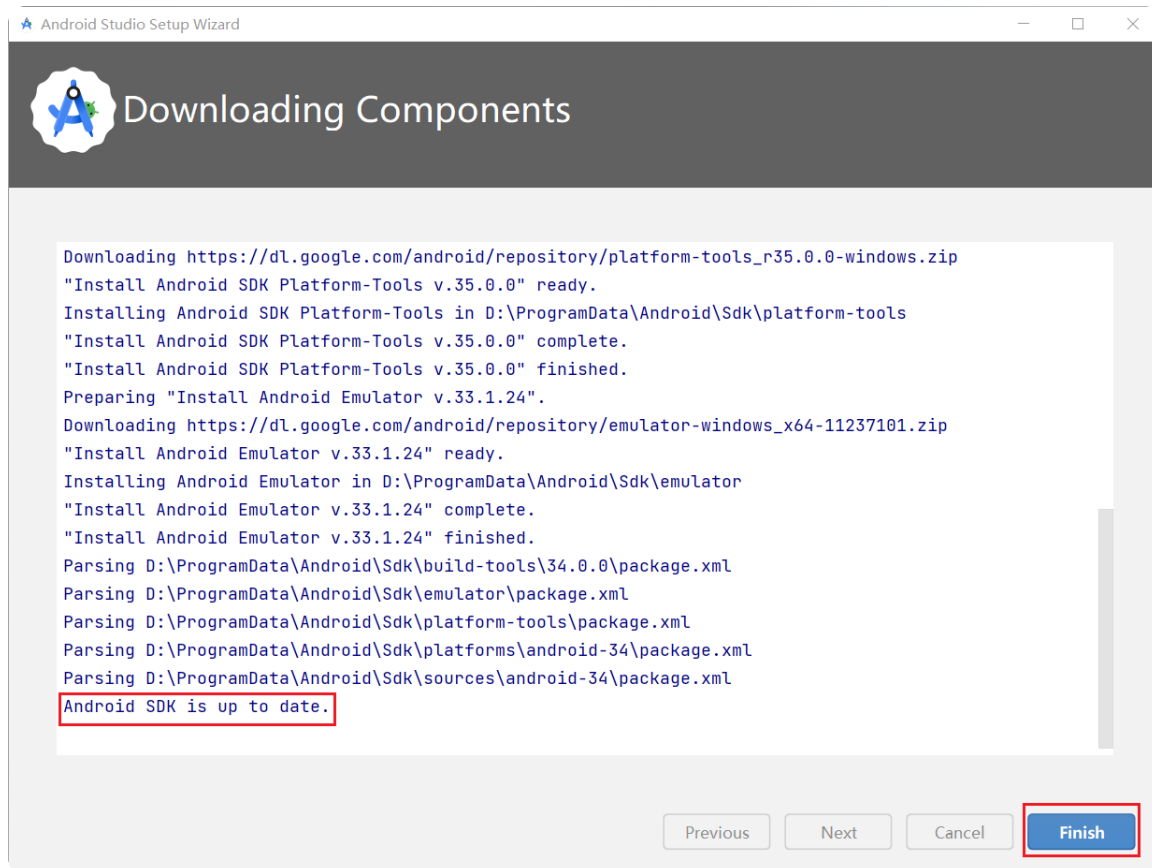 Android Studio Setup Wizard
Downloading Components
Downloading https://dl.google.com/android/repository/platform-tools_r35.0.0-windows.zip
"Install Android SDK Platform-Tools v.35.0.0" ready.
Installing Android SDK Platform-Tools in D:\ProgramData\Android\Sdk\platform-tools
"Install Android SDK Platform-Tools v.35.0.0" complete.
"Install Android SDK Platform-Tools v.35.0.0" finished.
Preparing "Install Android Emulator v.33.1.24".
Downloading https://dl.google.com/android/repository/emulator-windows_x64-11237101.zip
"Install Android Emulator v.33.1.24" ready.
Installing Android Emulator in D:\ProgramData\Android\Sdk\emulator
"Install Android Emulator v.33.1.24" complete.
"Install Android Emulator v.33.1.24" finished.
Parsing D:\ProgramData\Android\Sdk\build-tools\34.0.0\package.xml
Parsing D:\ProgramData\Android\Sdk\emulator\package.xml
Parsing D:\ProgramData\Android\Sdk\platform-tools\package.xml
Parsing D:\ProgramData\Android\Sdk\platforms\android-34\package.xml
Parsing D:\ProgramData\Android\Sdk\sources\android-34\package.xml
Android SDK is up to date.
Previous Next Cancel Finish